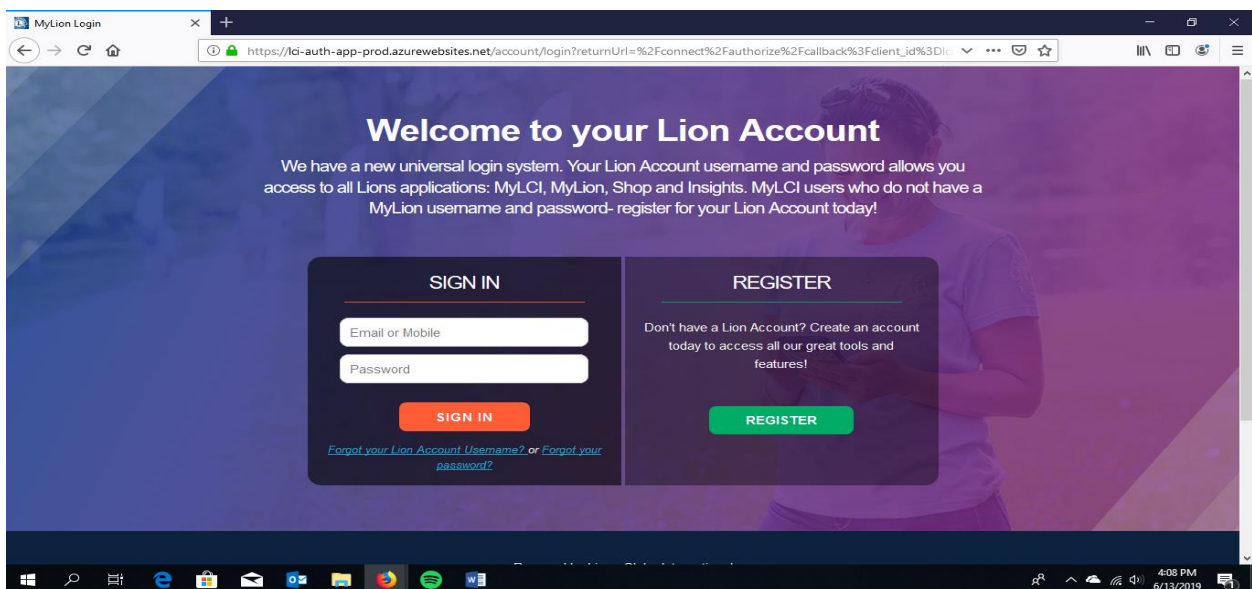 MyLion Login
https://lci-auth-app-prod.azurewebsites.net/account/login?returnUrl=%2Fconnect%2Fauthorize%2Fcallback%3Fclient_id%3Dlc
Welcome to your Lion Account
We have a new universal login system. Your Lion Account username and password allows you
access to all Lions applications: MyLCI, MyLion, Shop and Insights. MyLCI users who do not have a
MyLion username and password- register for your Lion Account today!
SIGN IN
Email or Mobile
Password
SIGN IN
Forgot your Lion Account Username? or Forgot your
password?
REGISTER
Don't have a Lion Account? Create an account
today to access all our great tools and
features!
REGISTER
4:08 PM
6/13/2019